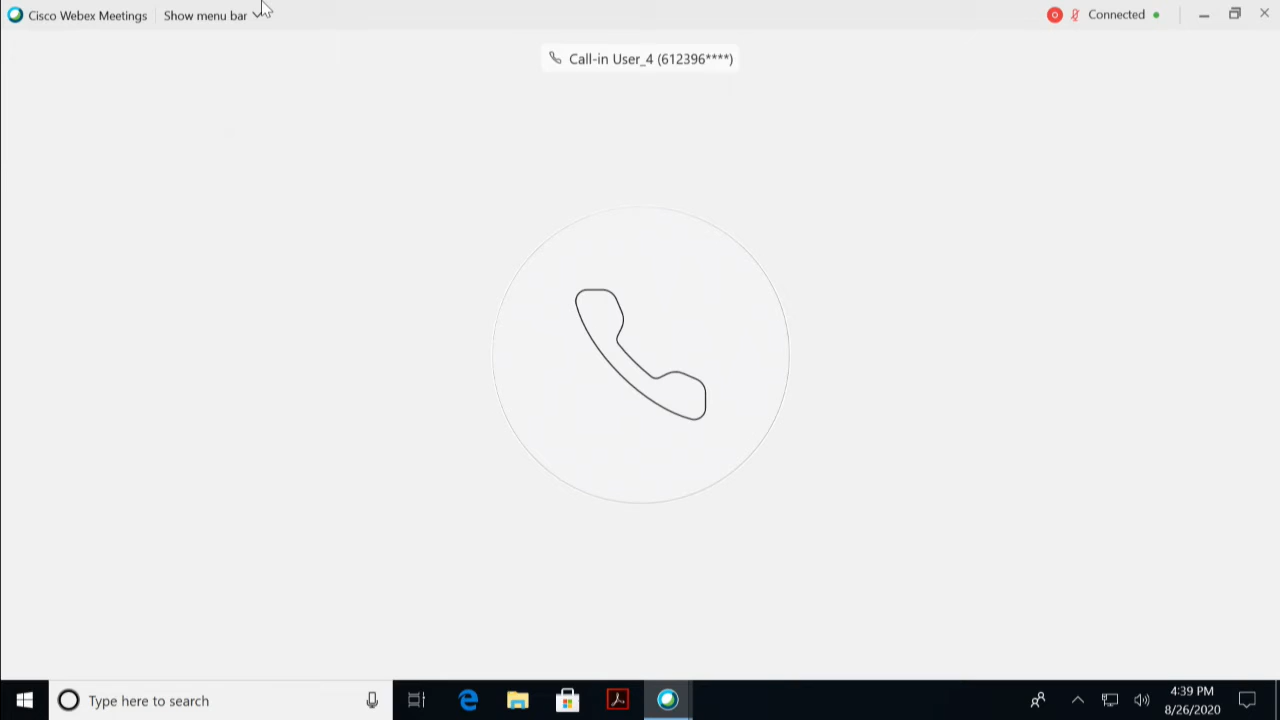 Cisco Webex Meetings
Show menu bar
Connected
Call-in User_4 (612396****)
Type here to search
4:39 PM
8/26/2020